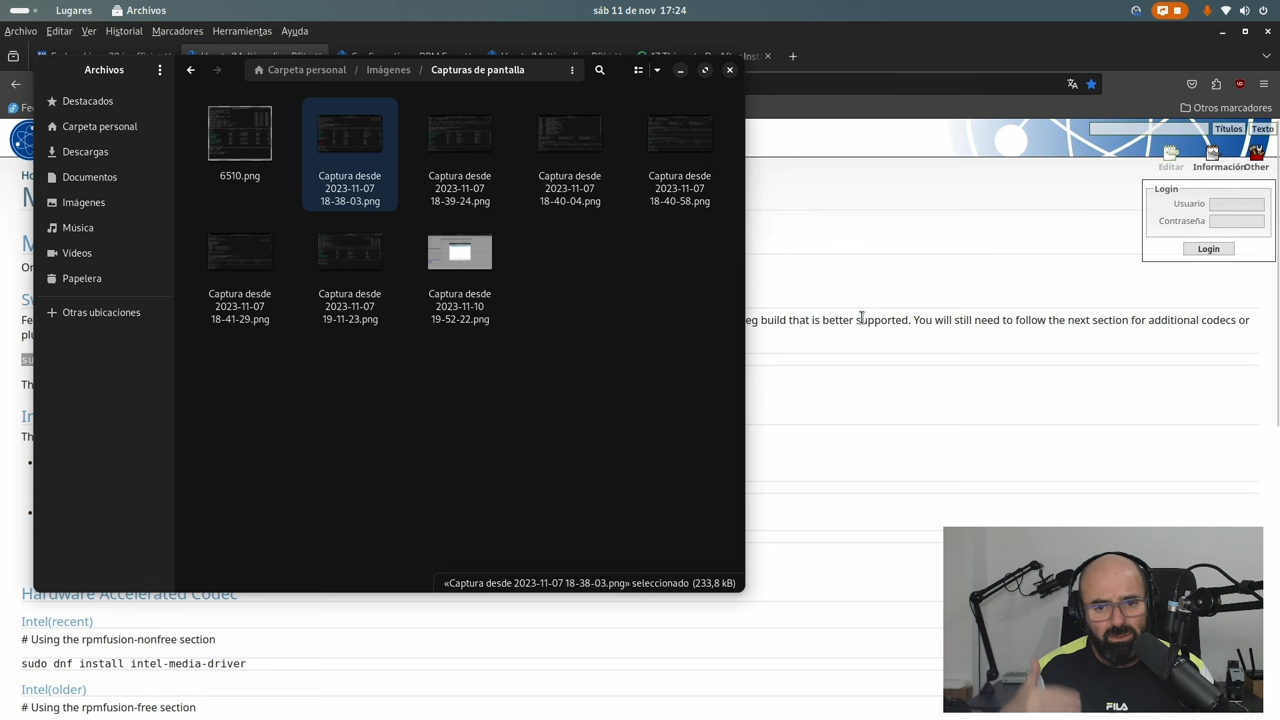 Lugares
Archivos
sáb 11 de nov 17:24
Archivo
Editar
Ver
Historial
Marcadores
Herramientas
Ayuda
Archivos
Carpeta personal / Imágenes / Capturas de pantalla
Otros marcadores
Destacados
Carpeta personal
Descargas
Documentos
Imágenes
Música
Vídeos
Papelera
Otras ubicaciones
6510.png
Captura desde
2023-11-07
18-38-03.png
Captura desde
2023-11-07
18-39-24.png
Captura desde
2023-11-07
18-40-04.png
Captura desde
2023-11-07
18-40-58.png
Captura desde
2023-11-07
18-41-29.png
Captura desde
2023-11-07
19-11-23.png
Captura desde
2023-11-10
19-52-22.png
«Captura desde 2023-11-07 18-38-03.png» seleccionado (233,8 kB)
Títulos
Texto
Editar
Información
Other
Login
Usuario
Contraseña
Login
eg build that is better supported. You will still need to follow the next section for additional codecs or
Hardware Accelerated Codec
Intel(recent)
# Using the rpmfusion-nonfree section
sudo dnf install intel-media-driver
Intel(older)
# Using the rpmfusion-free section
FILA